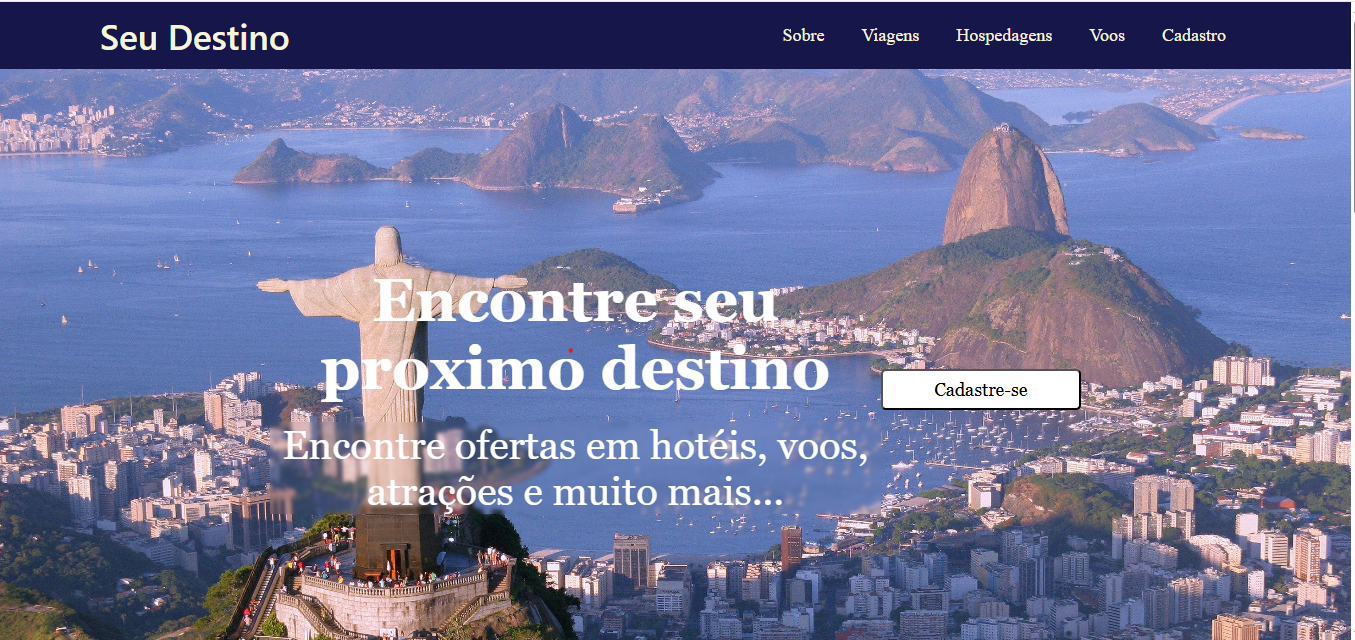 Seu Destino
Sobre Viagens Hospedagens Voos Cadastro
Encontre seu
proximo destino
Cadastre-se
Encontre ofertas em hotéis, voos,
atrações e muito mais...